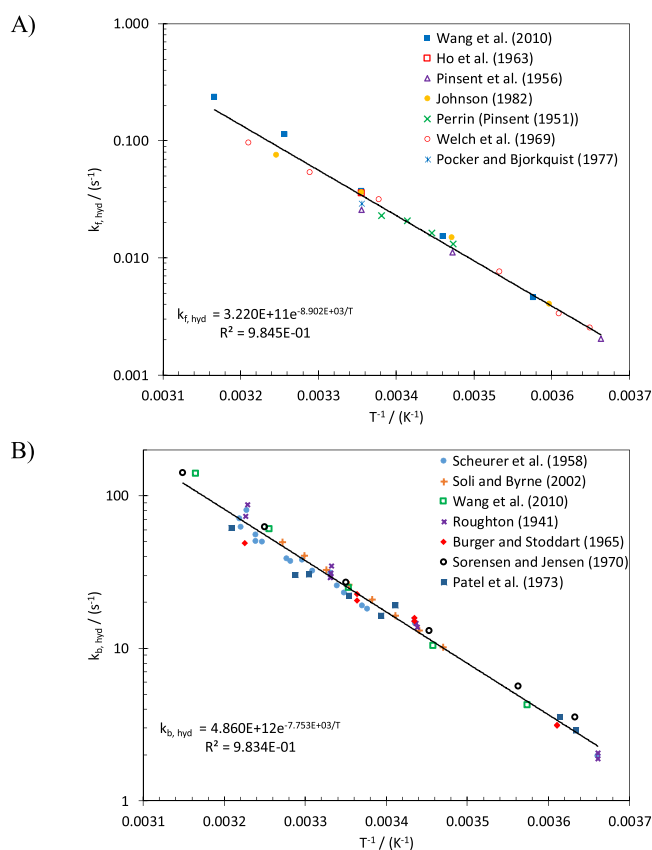 A)
1.000
0.100
0.010
0.001
k_f, hyd / (s⁻¹)
Wang et al. (2010)
Ho et al. (1963)
Pinsent et al. (1956)
Johnson (1982)
Perrin (Pinsent (1951))
Welch et al. (1969)
Pocker and Bjorkquist (1977)
k_f, hyd = 3.220E+11e^-8.902E+03/T
R² = 9.845E-01
0.0031 0.0032 0.0033 0.0034 0.0035 0.0036 0.0037
T⁻¹ / (K⁻¹)
B)
100
10
1
k_b, hyd / (s⁻¹)
Scheurer et al. (1958)
Soli and Byrne (2002)
Wang et al. (2010)
Roughton (1941)
Burger and Stoddart (1965)
Sorensen and Jensen (1970)
Patel et al. (1973)
k_b, hyd = 4.860E+12e^-7.753E+03/T
R² = 9.834E-01
0.0031 0.0032 0.0033 0.0034 0.0035 0.0036 0.0037
T⁻¹ / (K⁻¹)